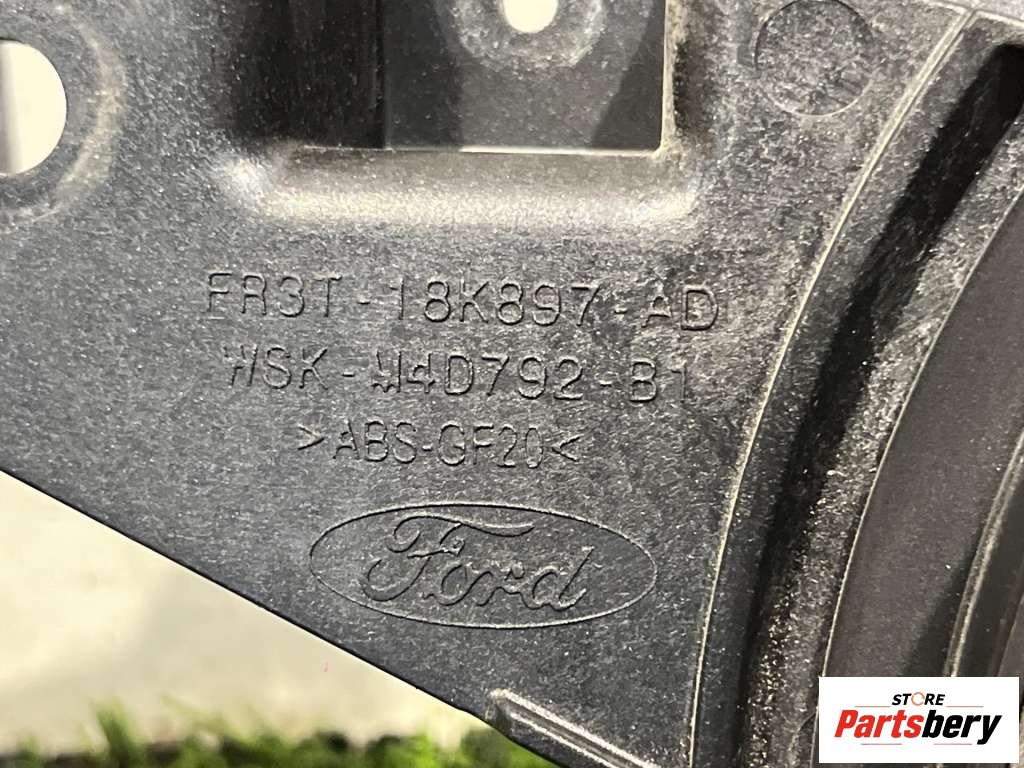 FR3T-18K897-AD
WSK-M4D792-B1
>ABS-GF20<
Ford
STORE
Partsbery